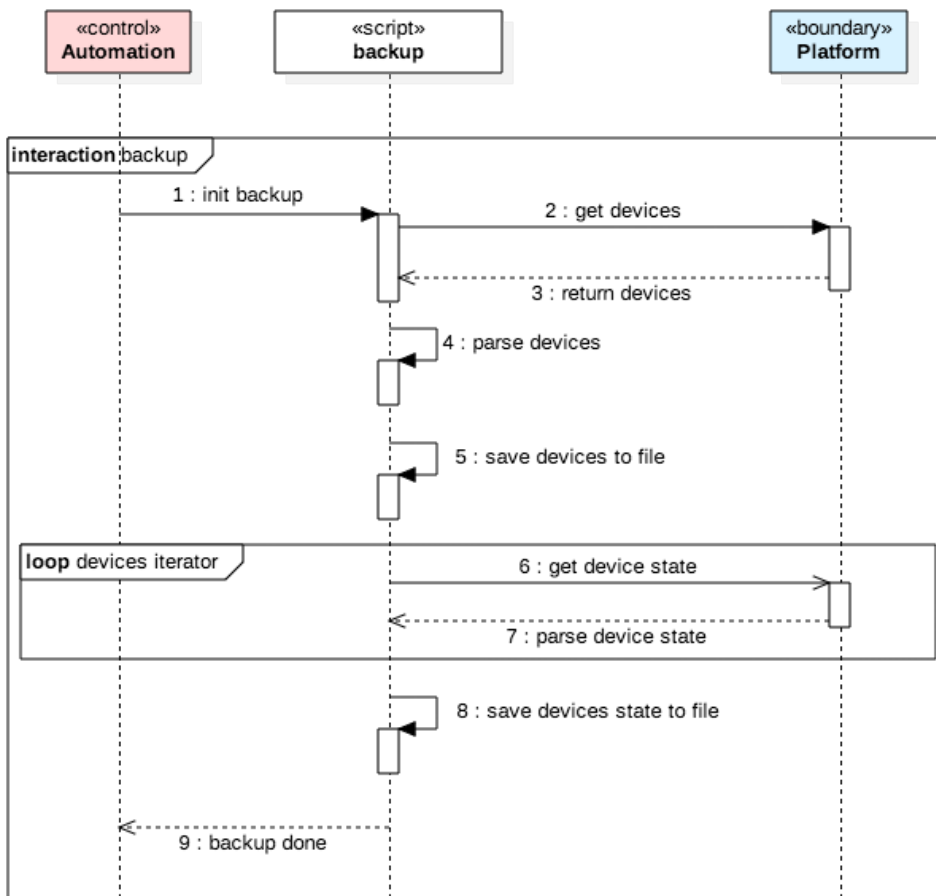 «control»
Automation
«script»
backup
«boundary»
Platform
interaction backup
1 : init backup
2 : get devices
3 : return devices
4 : parse devices
5 : save devices to file
loop devices iterator
6 : get device state
7 : parse device state
8 : save devices state to file
9 : backup done